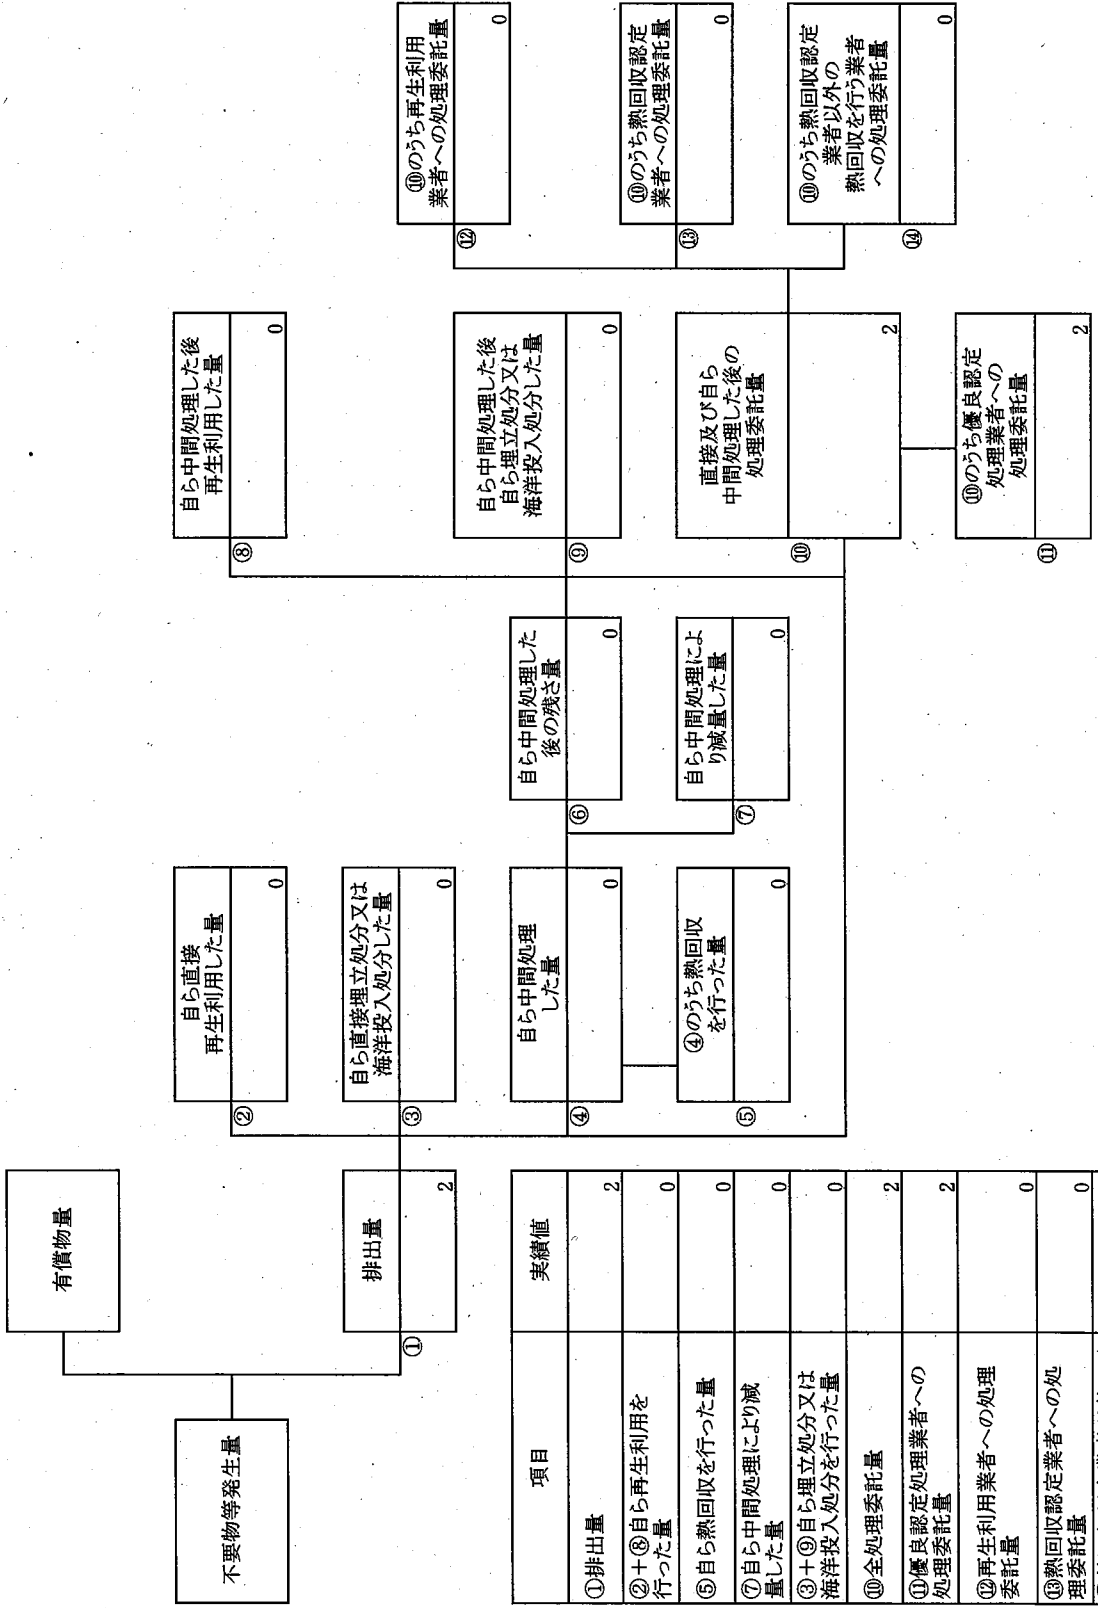 不要物等発生量
有償物量
①
排出量
2
②
自ら直接
再生利用した量
0
③
自ら直接埋立処分又は
海洋投入処分した量
0
④
自ら中間処理
した量
0
⑤
④のうち熱回収
を行った量
0
⑥
自ら中間処理した
後の残さ量
0
⑦
自ら中間処理によ
り減量した量
0
⑧
自ら中間処理した後
再生利用した量
0
⑨
自ら中間処理した後
自ら埋立処分又は
海洋投入処分した量
0
⑩
直接及び自ら
中間処理した後の
処理委託量
2
⑪
⑩のうち優良認定
処理業者への
処理委託量
2
⑫
⑩のうち再生利用
業者への処理委託量
0
⑬
⑩のうち熱回収認定
業者への処理委託量
0
⑭
⑩のうち熱回収認定
業者以外の
熱回収を行う業者
への処理委託量
0
項目 実績値
①排出量 2
②+⑧自ら再生利用を
行った量 0
⑤自ら熱回収を行った量 0
⑦自ら中間処理により減
量した量 0
③+⑨自ら埋立処分又は
海洋投入処分を行った量 0
⑩全処理委託量 2
⑪優良認定処理業者への
処理委託量 2
⑫再生利用業者への処理
委託量 0
⑬熱回収認定業者への処
理委託量 0